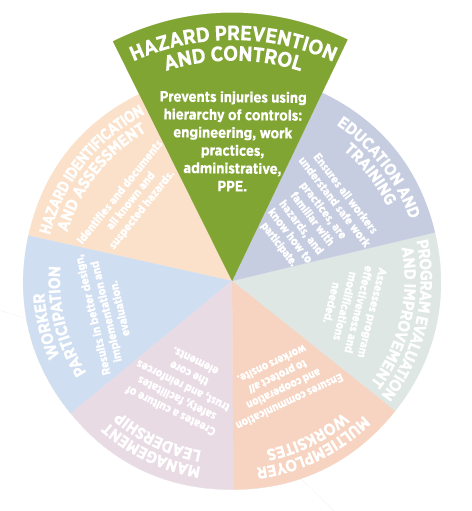 HAZARD PREVENTION
AND CONTROL
Prevents injuries using
hierarchy of controls:
engineering, work
practices,
administrative,
PPE.
EDUCATION AND
TRAINING
Ensures all workers
understand safe work
practices, are
familiar with
hazards, and
know how to
participate.
PROGRAM EVALUATION
AND IMPROVEMENT
Assesses program
effectiveness and
modifications
needed.
MULTIEMPLOYER
WORKSITES
Ensures communication
and cooperation
to protect all
workers onsite.
MANAGEMENT
LEADERSHIP
Creates a culture of
safety, facilitates
trust, and reinforces
the core
elements.
WORKER
PARTICIPATION
Results in better design,
implementation and
evaluation.
HAZARD IDENTIFICATION
AND ASSESSMENT
Identifies and documents
all known and
suspected hazards.